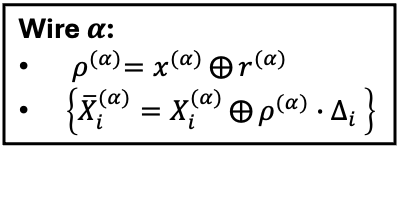 Wire α:
• ρ^(α) = x^(α) ⊕ r^(α)
• {X̄_i^(α) = X_i^(α) ⊕ ρ^(α) · Δ_i}